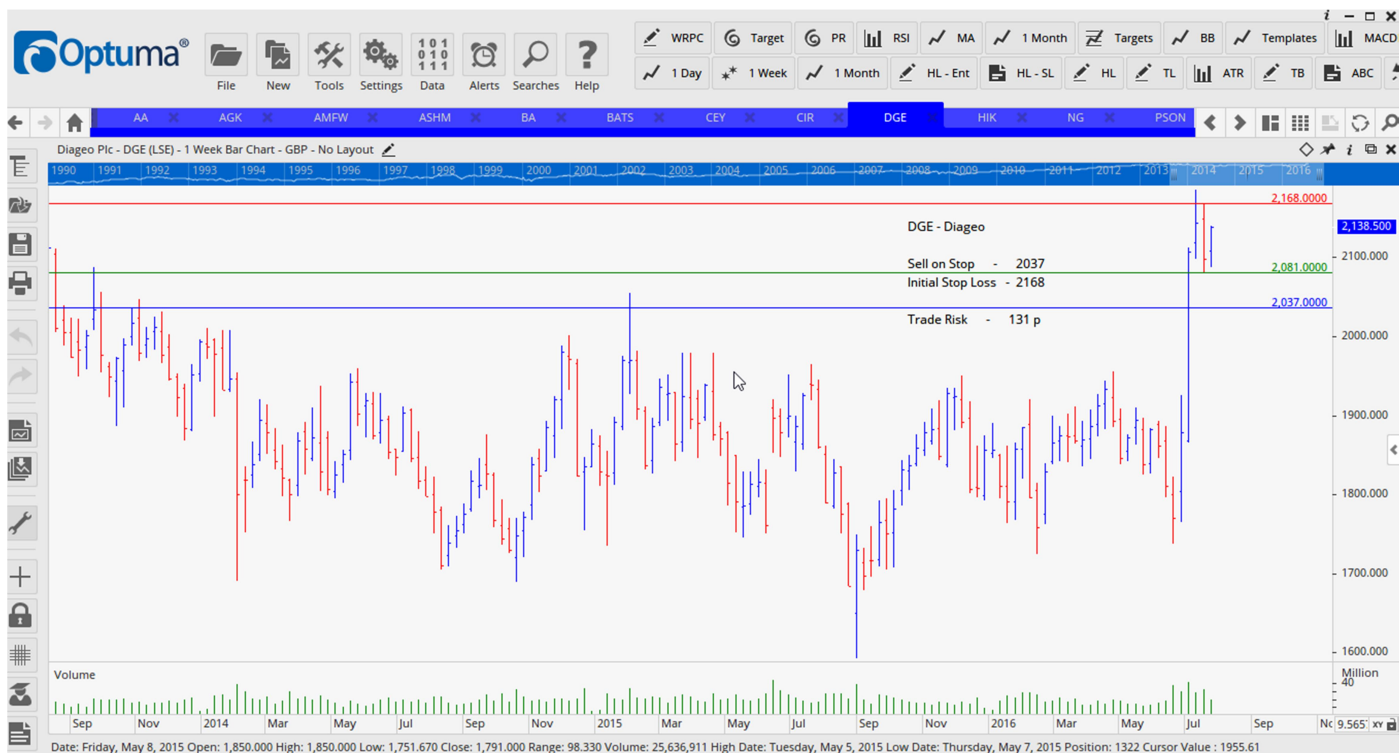 i
Optuma®
File New Tools Settings Data Alerts Searches Help
WRPC Target PR RSI MA 1 Month Targets BB Templates MACD
1 Day 1 Week 1 Month HL - Ent HL - SL HL TL ATR TB ABC
AA AGK AMFW ASHM BA BATS CEY CIR DGE HIK NG PSON
Diageo Plc - DGE (LSE) - 1 Week Bar Chart - GBP - No Layout
1990 1991 1992 1993 1994 1995 1996 1997 1998 1999 2000 2001 2002 2003 2004 2005 2006 2007 2008 2009 2010 2011 2012 2013 2014 2015 2016
2,168.0000
DGE - Diageo
2,138.500
2100.000
Sell on Stop - 2037
2,081.0000
Initial Stop Loss - 2168
2,037.0000
Trade Risk - 131 p
2000.000
1900.000
1800.000
1700.000
1600.000
Volume
Million
40
Sep Nov 2014 Mar May Jul Sep Nov 2015 Mar May Jul Sep Nov 2016 Mar May Jul Sep
XY
Date: Friday, May 8, 2015 Open: 1,850.000 High: 1,850.000 Low: 1,751.670 Close: 1,791.000 Range: 98.330 Volume: 25,636,911 High Date: Tuesday, May 5, 2015 Low Date: Thursday, May 7, 2015 Position: 1322 Cursor Value : 1955.61